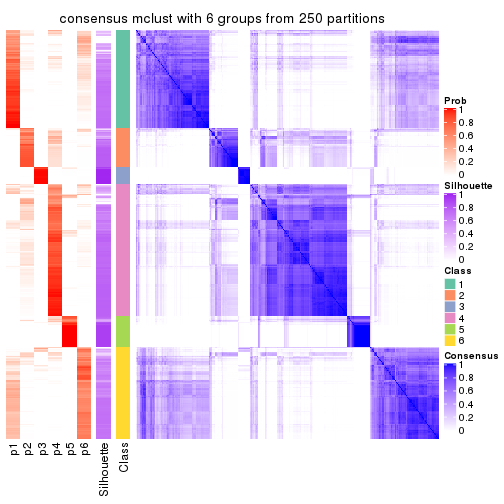 consensus mclust with 6 groups from 250 partitions
Prob
1
0.8
0.6
0.4
0.2
0
Silhouette
1
0.8
0.6
0.4
0.2
0
Class
1
2
3
4
5
6
Consensus
1
0.8
0.6
0.4
0.2
0
p1
p2
p3
p4
p5
p6
Silhouette
Class